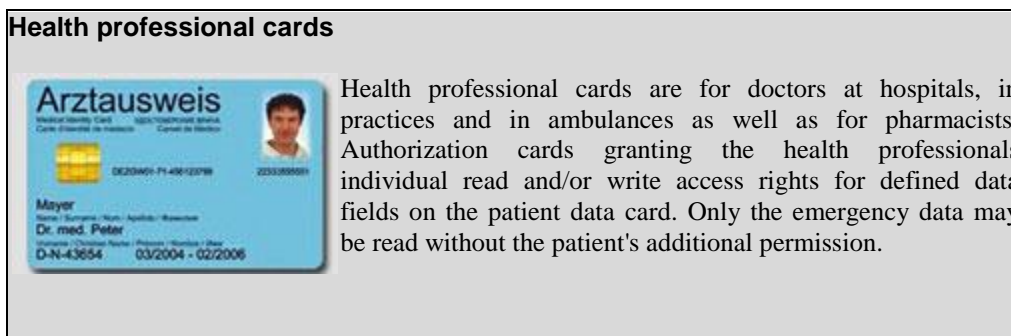 Health professional cards
Arztausweis
Medical Identity Card
Mayer
Dr. med. Peter
D-N-43654 03/2004 - 02/2006
Health professional cards are for doctors at hospitals, in
practices and in ambulances as well as for pharmacists
Authorization cards granting the health professionals
individual read and/or write access rights for defined data
fields on the patient data card. Only the emergency data may
be read without the patient's additional permission.